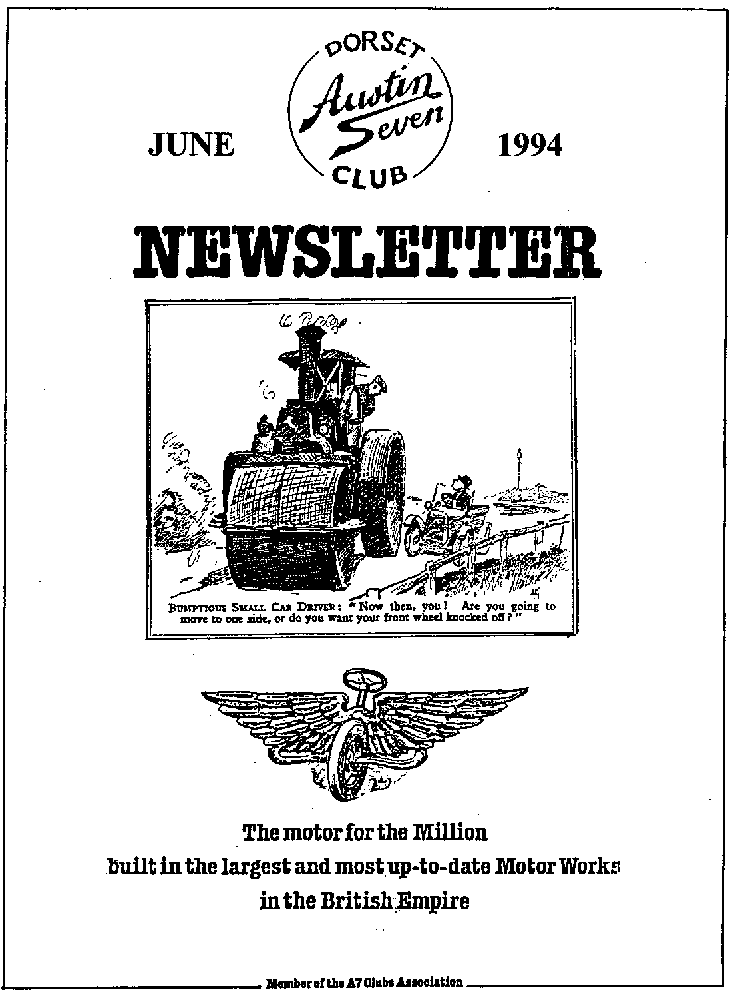 DORSET
Austin
Seven
CLUB
JUNE 1994
NEWSLETTER
BUMPTIOUS SMALL CAR DRIVER: "Now then, you! Are you going to
move to one side, or do you want your front wheel knocked off?"
The motor for the Million
built in the largest and most up-to-date Motor Works
in the British Empire
Member of the A7 Clubs Association